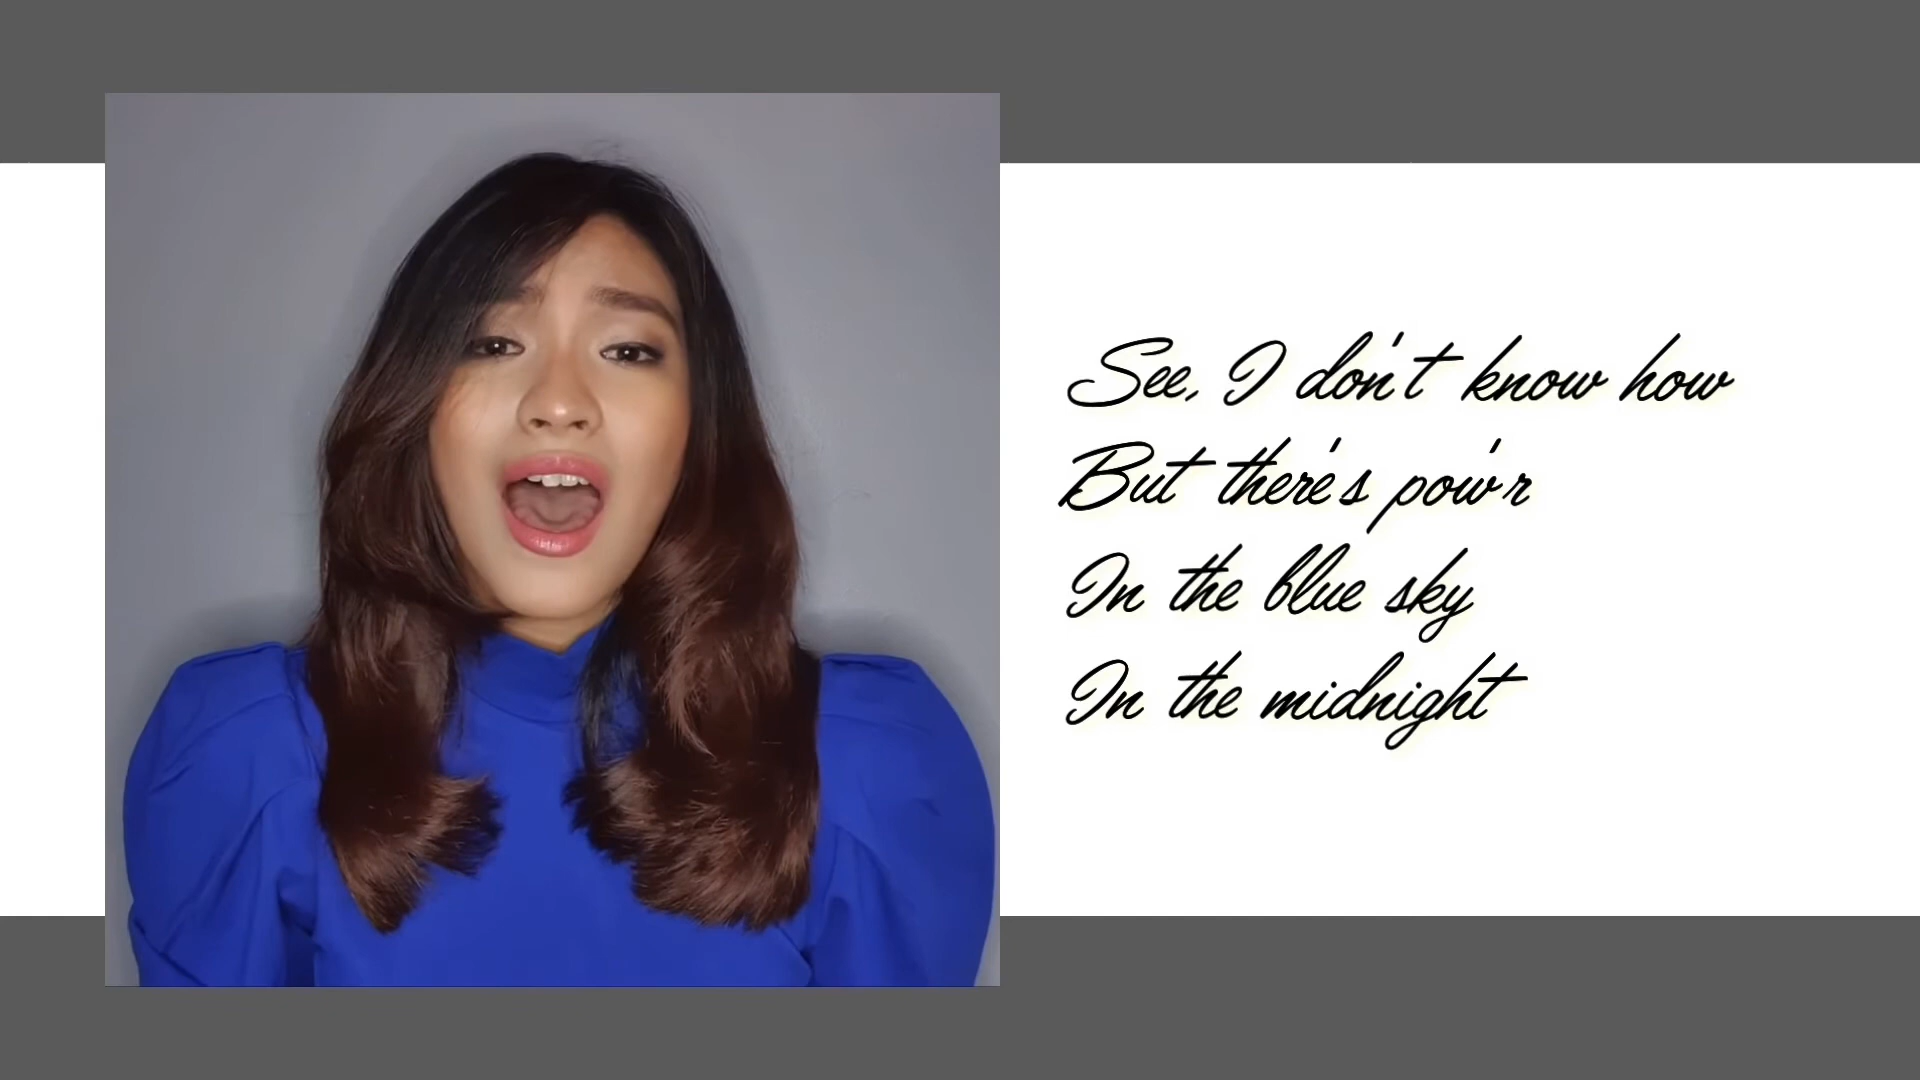 See, I don't know how
But there's pow'r
In the blue sky
In the midnight